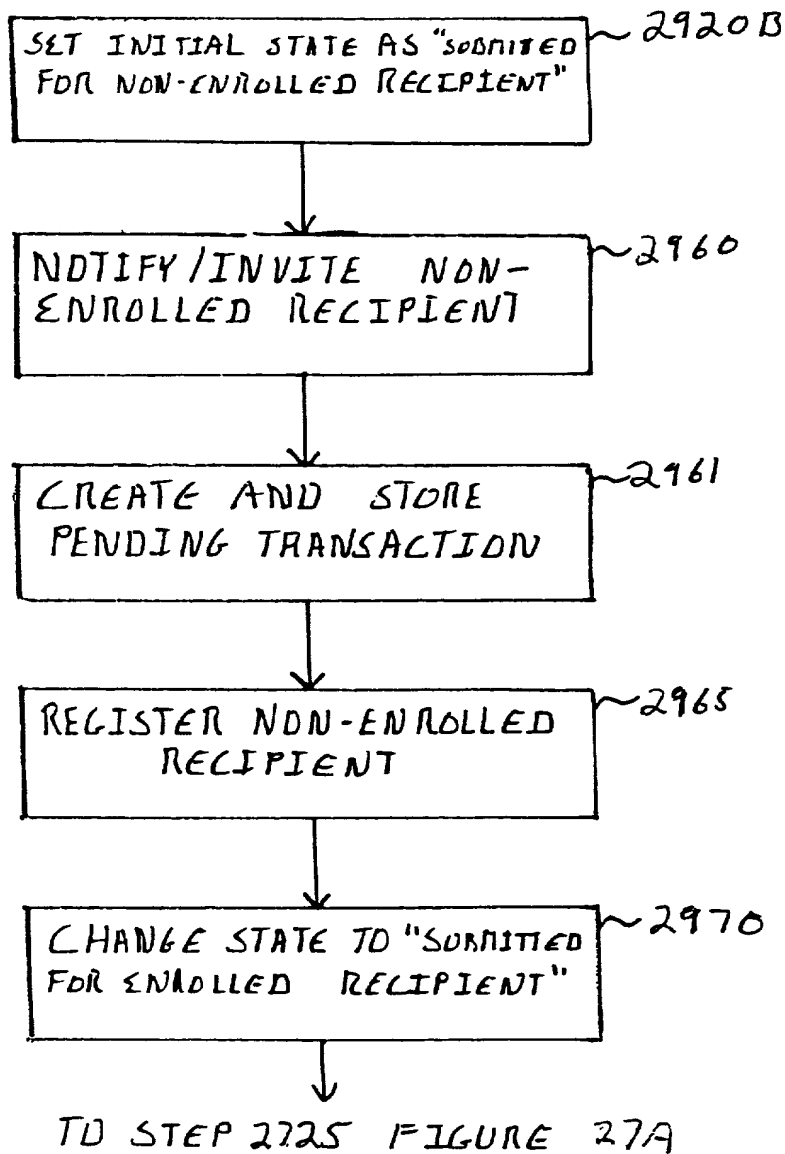 SET INITIAL STATE AS "SUBMITTED
FOR NON-ENROLLED RECIPIENT"
2920B
NOTIFY/INVITE NON-
ENROLLED RECIPIENT
2960
CREATE AND STORE
PENDING TRANSACTION
2961
REGISTER NON-ENROLLED
RECIPIENT
2965
CHANGE STATE TO "SUBMITTED
FOR ENROLLED RECIPIENT"
2970
TO STEP 2725 FIGURE 27A